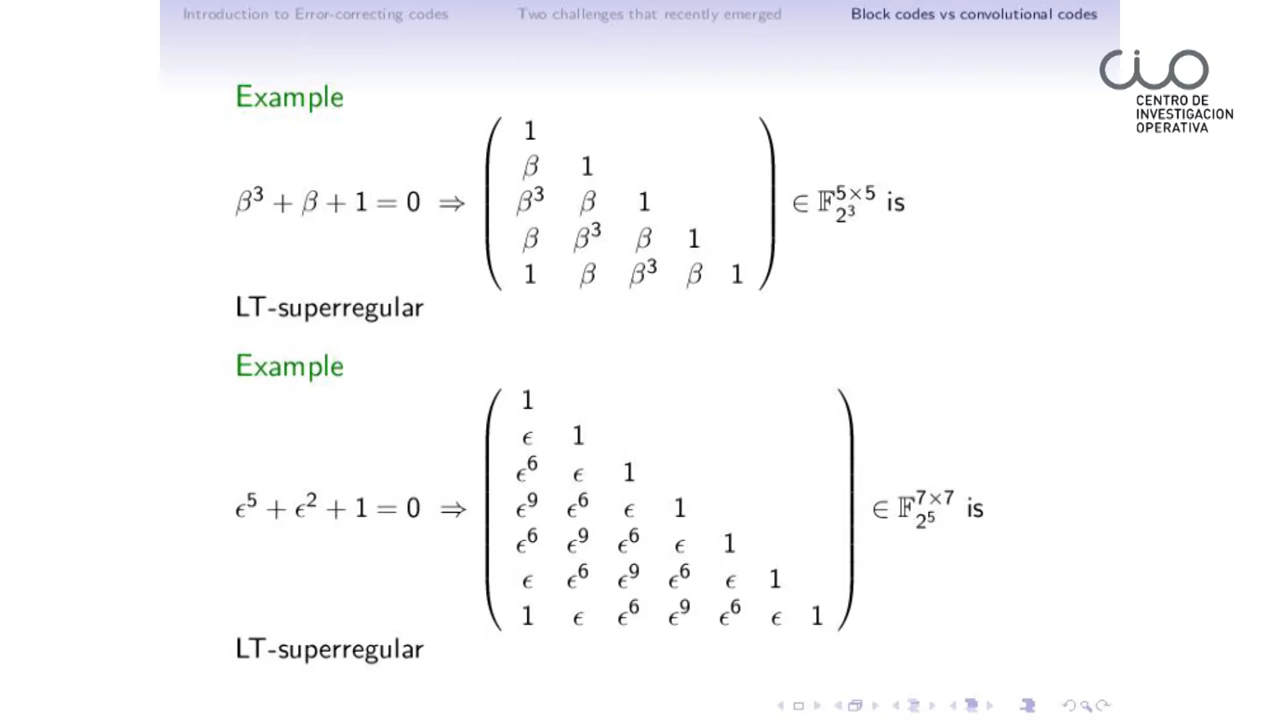 Introduction to Error-correcting codes Two challenges that recently emerged Block codes vs convolutional codes
CIO
CENTRO DE
INVESTIGACION
OPERATIVA
Example
1
β 1
β³ β 1
β β³ β 1
1 β β³ β 1
β³ + β + 1 = 0 ⇒ ∈ 𝔽_{2³}^{5×5} is
LT-superregular
Example
1
ϵ 1
ϵ⁶ ϵ 1
ϵ⁹ ϵ⁶ ϵ 1
ϵ⁶ ϵ⁹ ϵ⁶ ϵ 1
ϵ ϵ⁶ ϵ⁹ ϵ⁶ ϵ 1
1 ϵ ϵ⁶ ϵ⁹ ϵ⁶ ϵ 1
ϵ⁵ + ϵ² + 1 = 0 ⇒ ∈ 𝔽_{2⁵}^{7×7} is
LT-superregular